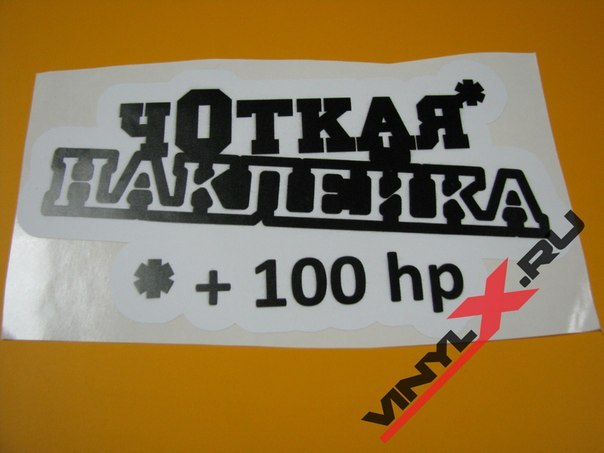 чОткая*
НАКЛЕЙКА
* + 100 hp
VINYLX.RU